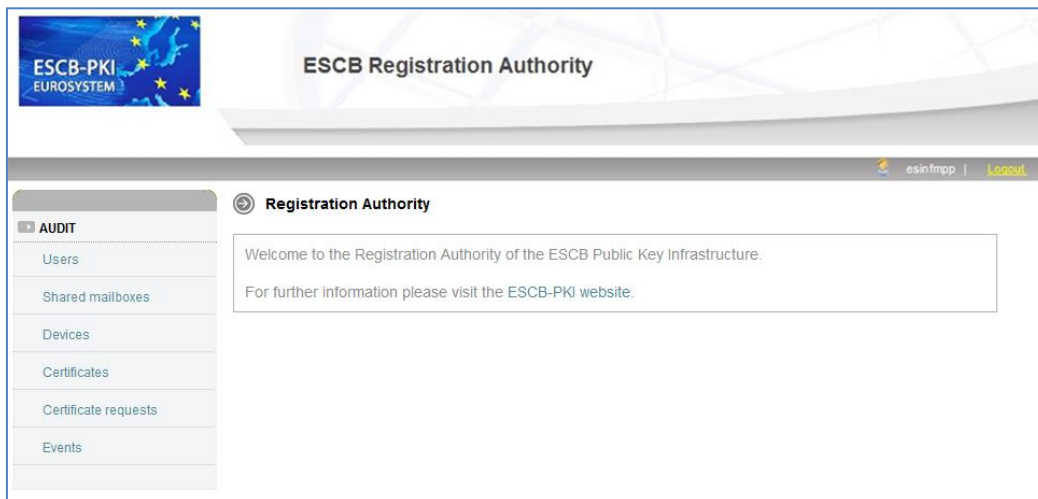 ESCB-PKI
EUROSYSTEM
ESCB Registration Authority
esinfmpp | Logout
Registration Authority
AUDIT
Users
Shared mailboxes
Devices
Certificates
Certificate requests
Events
Welcome to the Registration Authority of the ESCB Public Key Infrastructure.
For further information please visit the ESCB-PKI website.